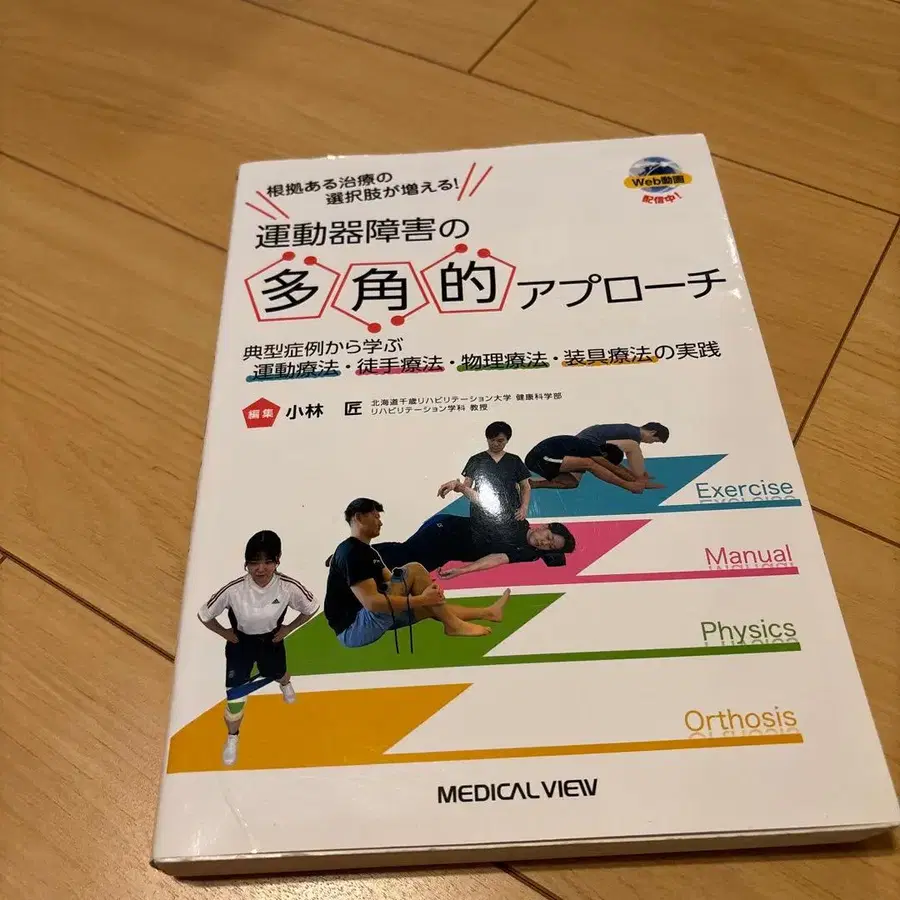 根拠ある治療の
選択肢が増える!
Web動画
配信中!
運動器障害の
多角的アプローチ
典型症例から学ぶ
運動療法・徒手療法・物理療法・装具療法の実践
編集 小林 匠 北海道千歳リハビリテーション大学 健康科学部
リハビリテーション学科 教授
Exercise
Manual
Physics
Orthosis
MEDICAL VIEW